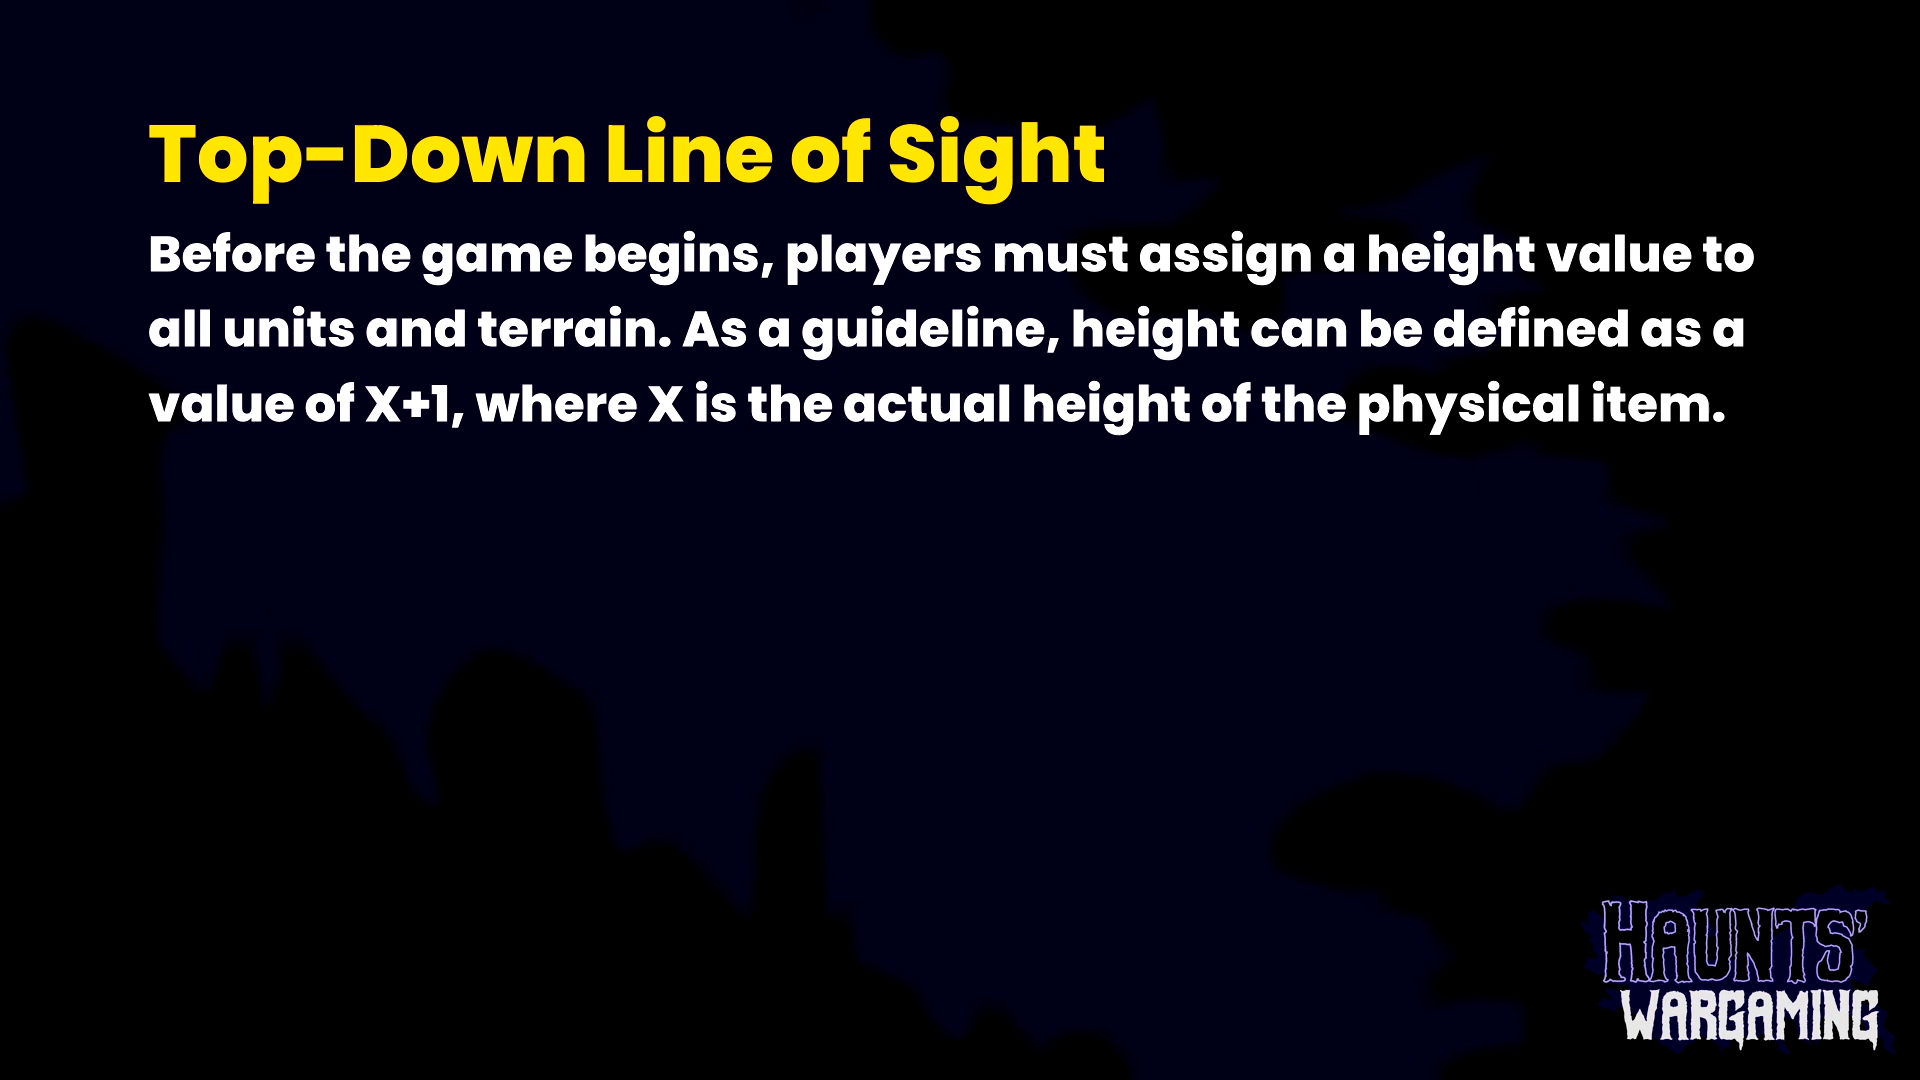 Top-Down Line of Sight
Before the game begins, players must assign a height value to
all units and terrain. As a guideline, height can be defined as a
value of X+1, where X is the actual height of the physical item.
HAUNTS'
WARGAMING